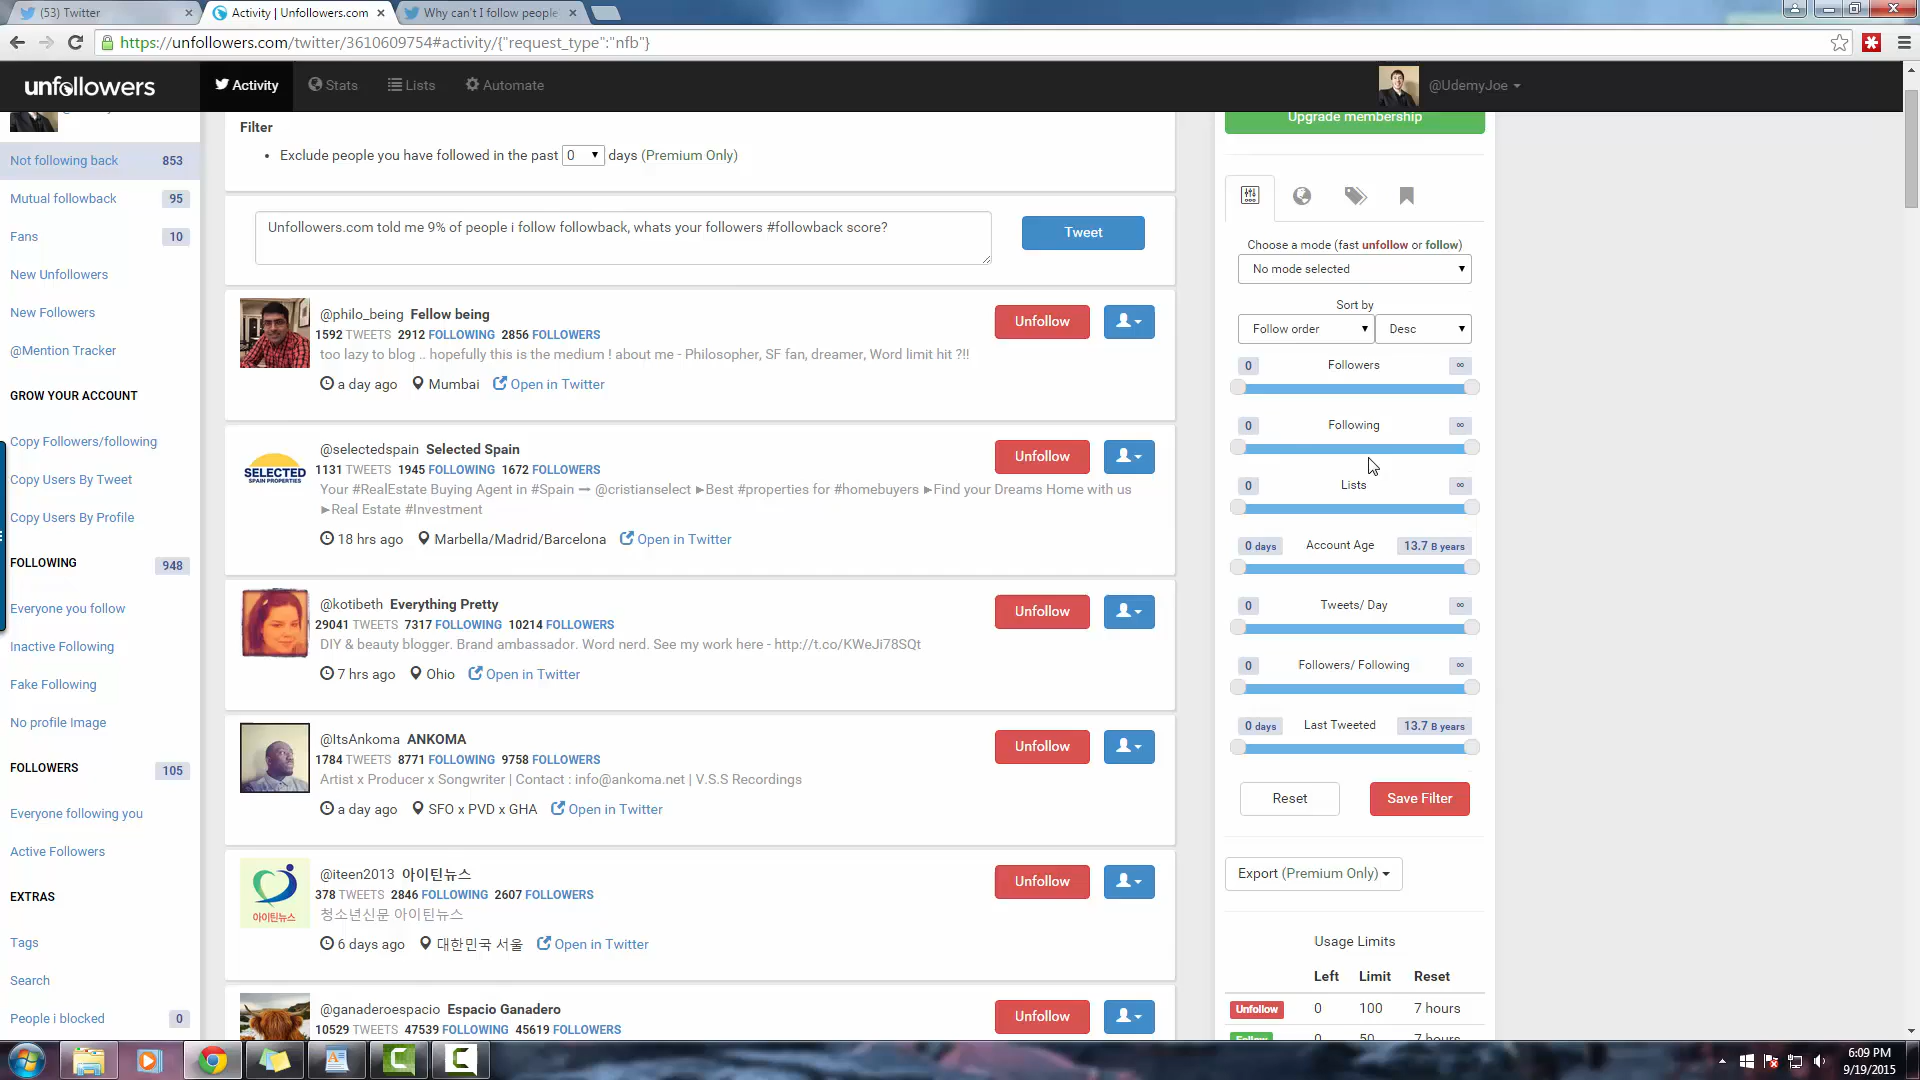 (53) Twitter
Activity | Unfollowers.com
Why can't I follow people
https://unfollowers.com/twitter/3610609754#activity/{"request_type":"nfb"}
unfollowers
Activity
Stats
Lists
Automate
@UdemyJoe
Not following back 853
Mutual followback 95
Fans 10
New Unfollowers
New Followers
@Mention Tracker
GROW YOUR ACCOUNT
Copy Followers/following
Copy Users By Tweet
Copy Users By Profile
FOLLOWING 948
Everyone you follow
Inactive Following
Fake Following
No profile Image
FOLLOWERS 105
Everyone following you
Active Followers
EXTRAS
Tags
Search
People i blocked 0
Filter
Exclude people you have followed in the past 0 days (Premium Only)
Unfollowers.com told me 9% of people i follow followback, whats your followers #followback score?
Tweet
@philo_being Fellow being
1592 TWEETS 2912 FOLLOWING 2856 FOLLOWERS
too lazy to blog .. hopefully this is the medium ! about me - Philosopher, SF fan, dreamer, Word limit hit ?!!
a day ago Mumbai Open in Twitter
Unfollow
SELECTED
SPAIN PROPERTIES
@selectedspain Selected Spain
1131 TWEETS 1945 FOLLOWING 1672 FOLLOWERS
Your #RealEstate Buying Agent in #Spain ━ @cristianselect ►Best #properties for #homebuyers ►Find your Dreams Home with us
►Real Estate #Investment
18 hrs ago Marbella/Madrid/Barcelona Open in Twitter
Unfollow
@kotibeth Everything Pretty
29041 TWEETS 7317 FOLLOWING 10214 FOLLOWERS
DIY & beauty blogger. Brand ambassador. Word nerd. See my work here - http://t.co/KWeJi78SQt
7 hrs ago Ohio Open in Twitter
Unfollow
@ItsAnkoma ANKOMA
1784 TWEETS 8771 FOLLOWING 9758 FOLLOWERS
Artist x Producer x Songwriter | Contact : info@ankoma.net | V.S.S Recordings
a day ago SFO x PVD x GHA Open in Twitter
Unfollow
아이틴뉴스
@iteen2013 아이틴뉴스
378 TWEETS 2846 FOLLOWING 2607 FOLLOWERS
청소년신문 아이틴뉴스
6 days ago 대한민국 서울 Open in Twitter
Unfollow
@ganaderoespacio Espacio Ganadero
10529 TWEETS 47539 FOLLOWING 45619 FOLLOWERS
Unfollow
Upgrade membership
Choose a mode (fast unfollow or follow)
No mode selected
Sort by
Follow order Desc
0 Followers ∞
0 Following ∞
0 Lists ∞
0 days Account Age 13.7 B years
0 Tweets/ Day ∞
0 Followers/ Following ∞
0 days Last Tweeted 13.7 B years
Reset Save Filter
Export (Premium Only)
Usage Limits
Left Limit Reset
Unfollow 0 100 7 hours
Follow 0 50 7 hours
6:09 PM
9/19/2015